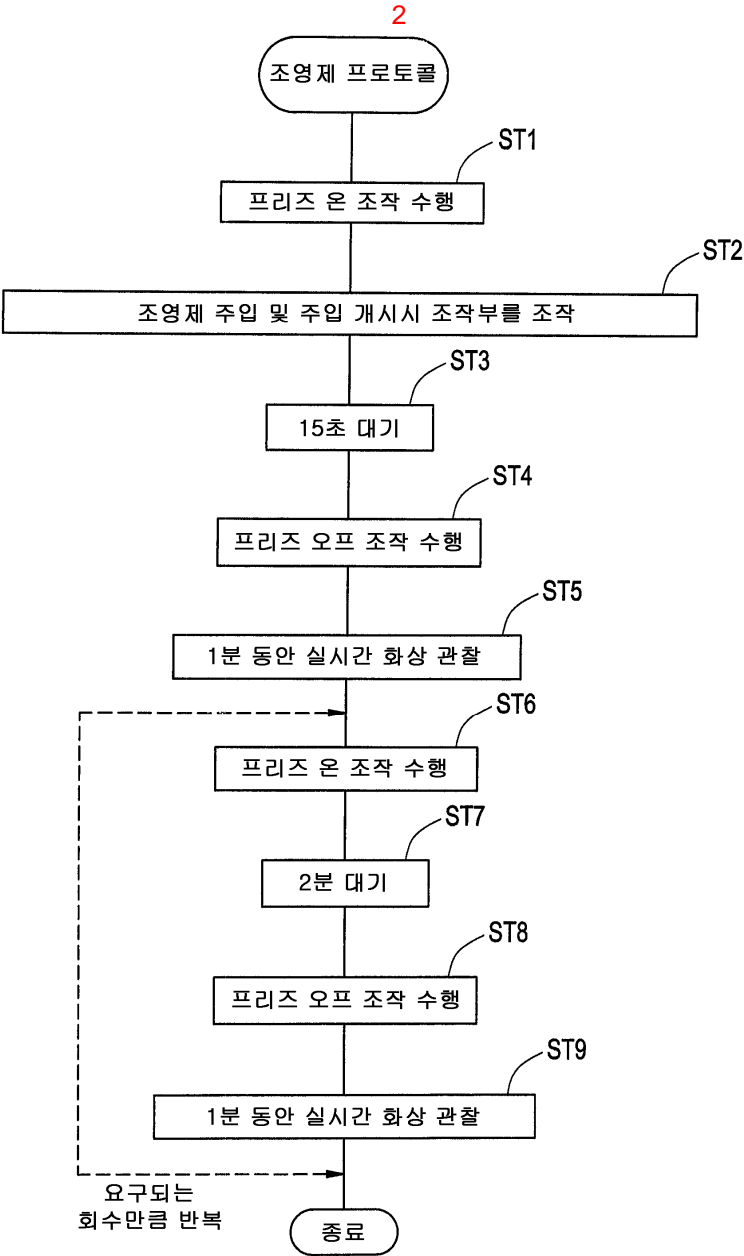 2
조영제 프로토콜
ST1
프리즈 온 조작 수행
ST2
조영제 주입 및 주입 개시시 조작부를 조작
ST3
15초 대기
ST4
프리즈 오프 조작 수행
ST5
1분 동안 실시간 화상 관찰
ST6
프리즈 온 조작 수행
ST7
2분 대기
ST8
프리즈 오프 조작 수행
ST9
1분 동안 실시간 화상 관찰
요구되는
회수만큼 반복
종료